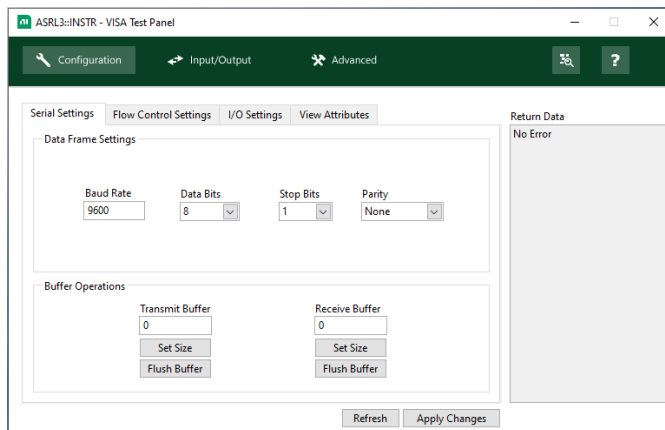 ASRL3::INSTR - VISA Test Panel
Configuration Input/Output Advanced ?
Serial Settings Flow Control Settings I/O Settings View Attributes
Return Data
No Error
Data Frame Settings
Baud Rate Data Bits Stop Bits Parity
9600 8 1 None
Buffer Operations
Transmit Buffer Receive Buffer
0 0
Set Size Set Size
Flush Buffer Flush Buffer
Refresh Apply Changes